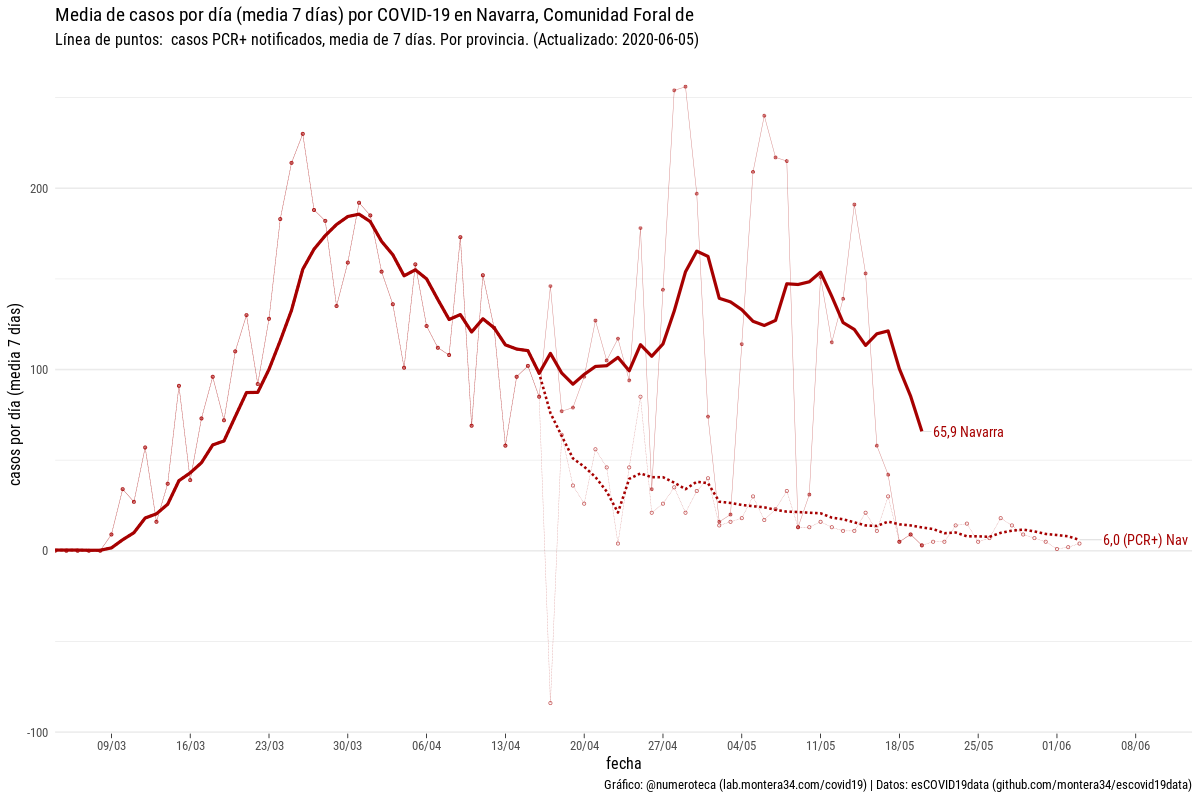 Media de casos por día (media 7 días) por COVID-19 en Navarra, Comunidad Foral de
Línea de puntos:  casos PCR+ notificados, media de 7 días. Por provincia. (Actualizado: 2020-06-05)
casos por día (media 7 días)
200
100
0
-100
65,9 Navarra
6,0 (PCR+) Nav
09/03
16/03
23/03
30/03
06/04
13/04
20/04
27/04
04/05
11/05
18/05
25/05
01/06
08/06
fecha
Gráfico: @numeroteca (lab.montera34.com/covid19) | Datos: esCOVID19data (github.com/montera34/escovid19data)